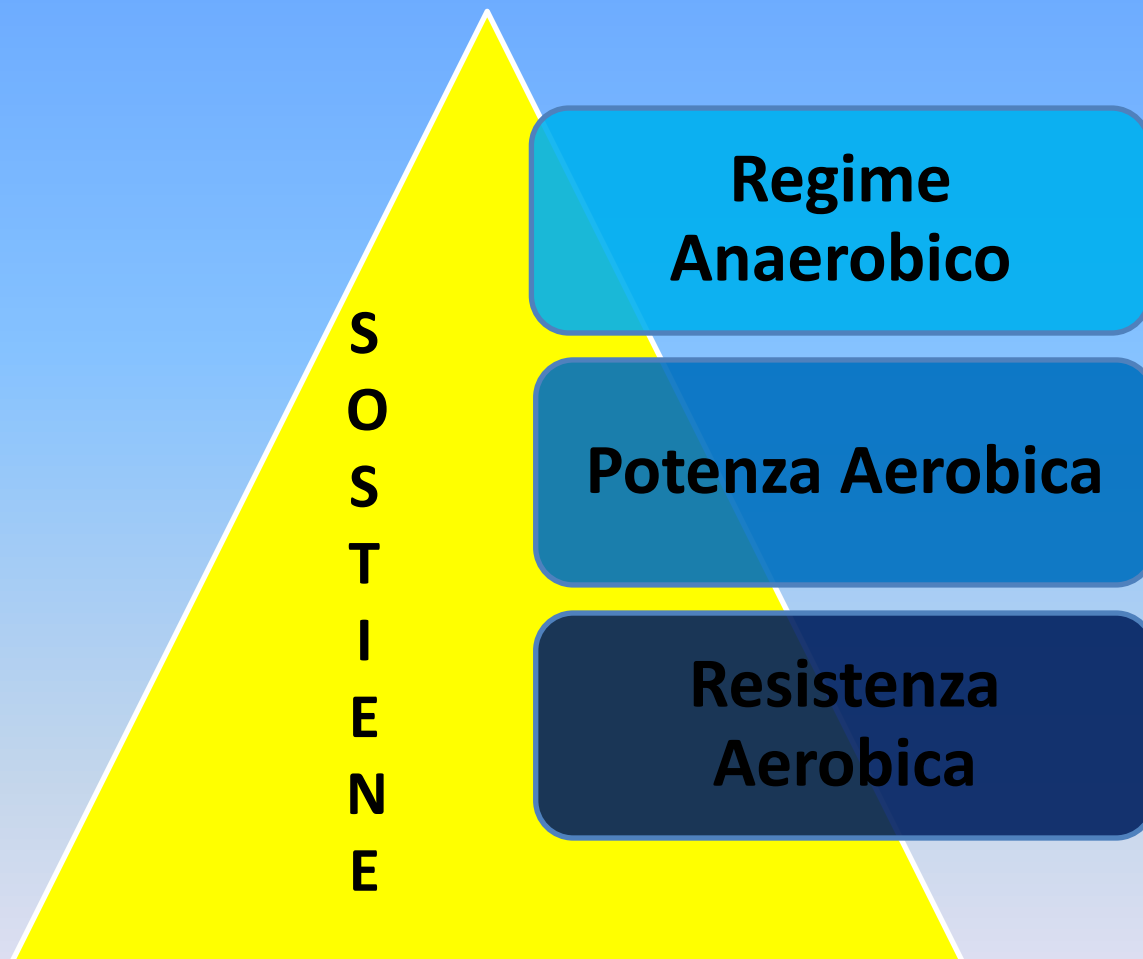 Regime
Anaerobico
Potenza Aerobica
Resistenza
Aerobica
S
O
S
T
I
E
N
E